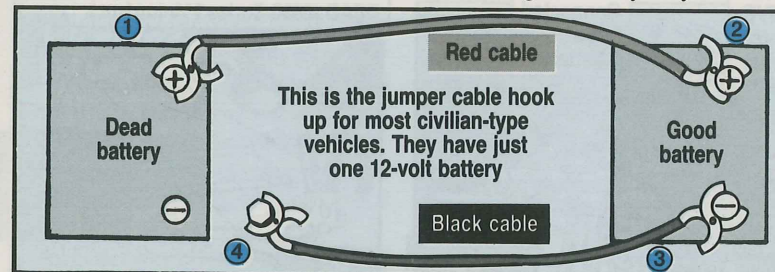 1
2
Red cable
This is the jumper cable hook
up for most civilian-type
vehicles. They have just
one 12-volt battery
Dead
battery
Good
battery
+
+
−
−
Black cable
4
3